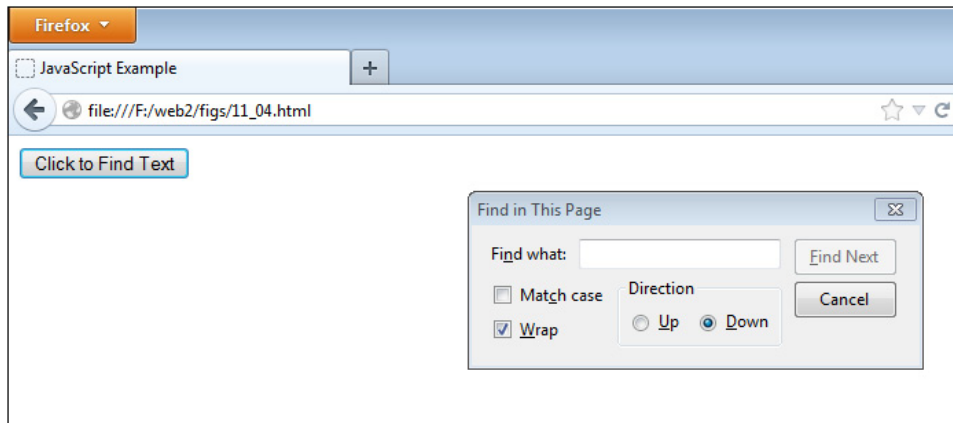 Firefox
JavaScript Example
file:///F:/web2/figs/11_04.html
Click to Find Text
Find in This Page
Find what:
Find Next
Match case
Direction
Cancel
Wrap
Up
Down